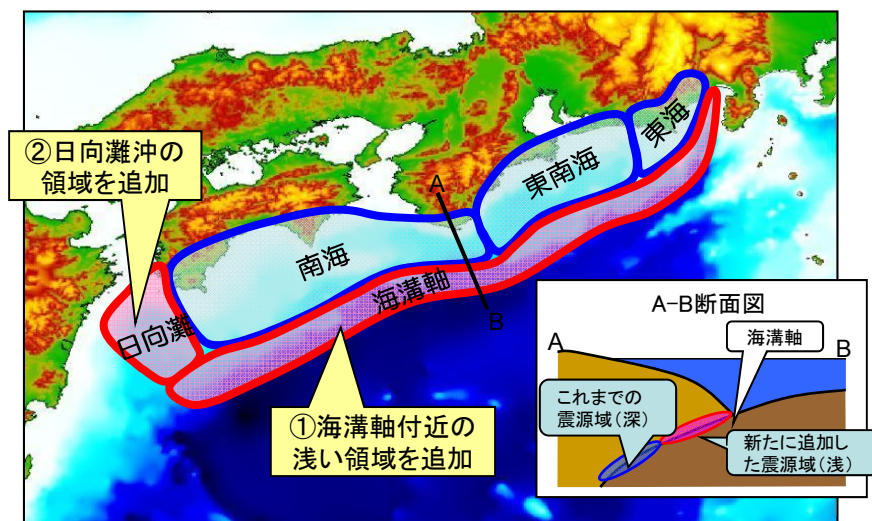 ②日向灘沖の
領域を追加
東海
東南海
A
南海
海溝軸
B
日向灘
①海溝軸付近の
浅い領域を追加
A-B断面図
A
海溝軸
B
これまでの
震源域(深)
新たに追加し
た震源域(浅)